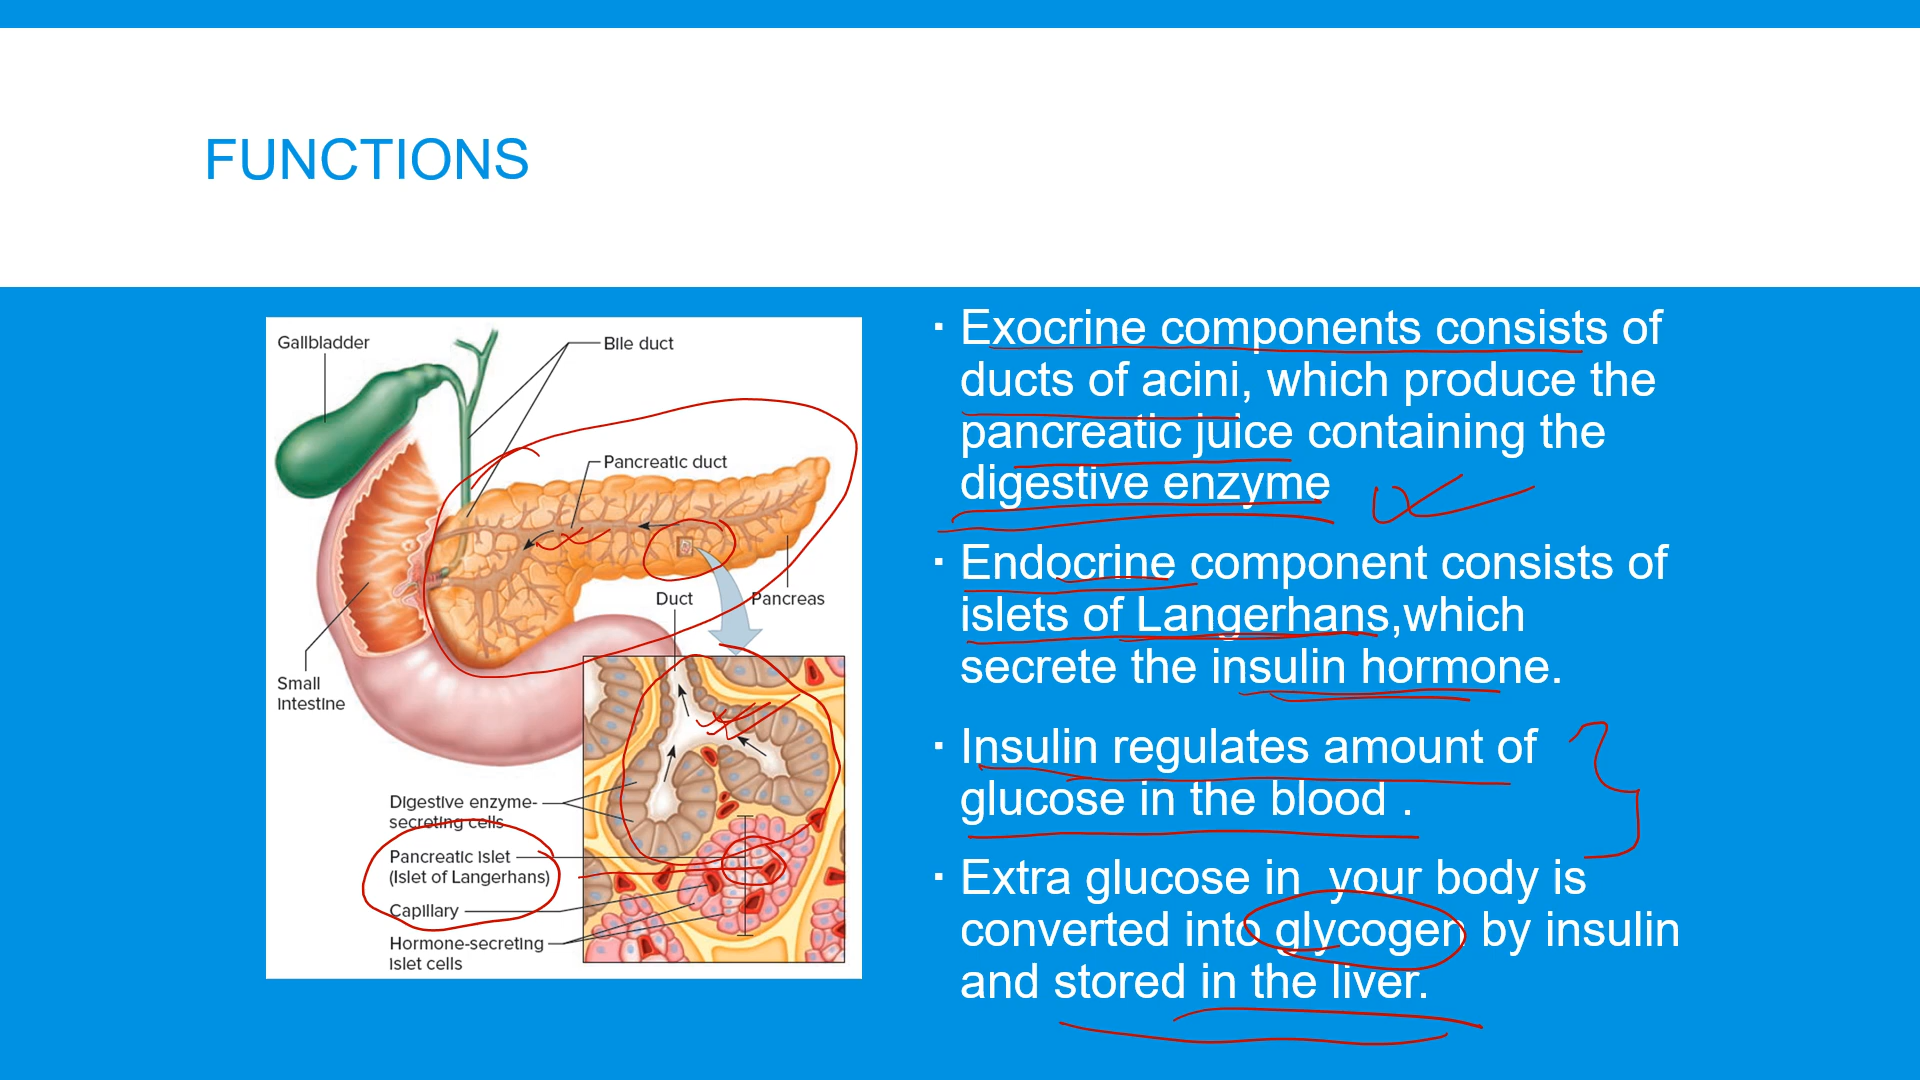 FUNCTIONS
Gallbladder
Bile duct
Pancreatic duct
Duct
Pancreas
Small
intestine
Digestive enzyme-
secreting cells
Pancreatic islet
(Islet of Langerhans)
Capillary
Hormone-secreting
islet cells
▪ Exocrine components consists of
ducts of acini, which produce the
pancreatic juice containing the
digestive enzyme
▪ Endocrine component consists of
islets of Langerhans,which
secrete the insulin hormone.
▪ Insulin regulates amount of
glucose in the blood .
▪ Extra glucose in  your body is
converted into glycogen by insulin
and stored in the liver.